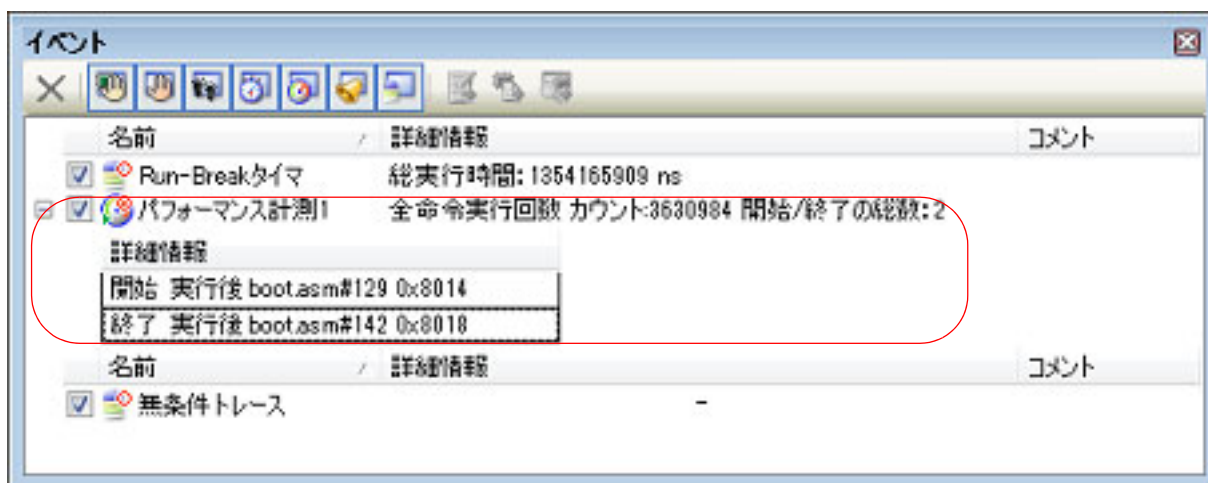 イベント
名前 詳細情報 コメント
Run-Breakタイマ 総実行時間: 1354165909 ns
パフォーマンス計測1 全命令実行回数 カウント:3630984 開始/終了の総数: 2
詳細情報
開始 実行後 boot.asm#129 0x8014
終了 実行後 boot.asm#142 0x8018
名前 詳細情報 コメント
無条件トレース -